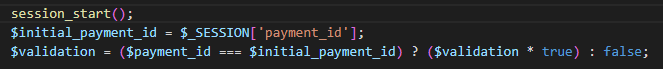 session_start();
$initial_payment_id = $_SESSION['payment_id'];
$validation = ($payment_id === $initial_payment_id) ? ($validation * true) : false;